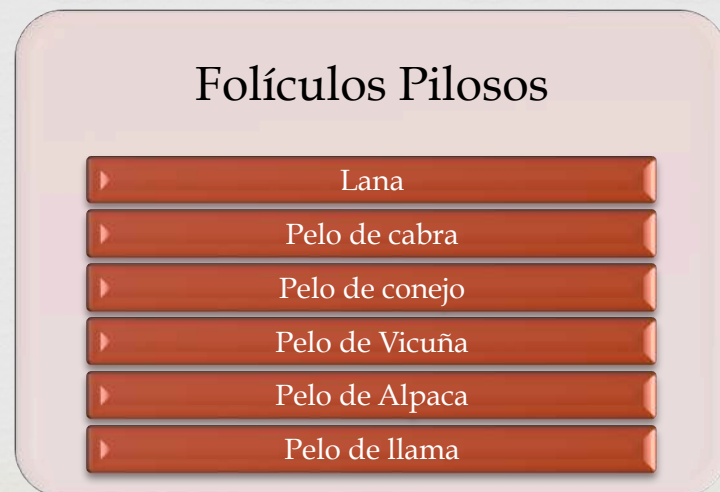 Folículos Pilosos
Lana
Pelo de cabra
Pelo de conejo
Pelo de Vicuña
Pelo de Alpaca
Pelo de llama